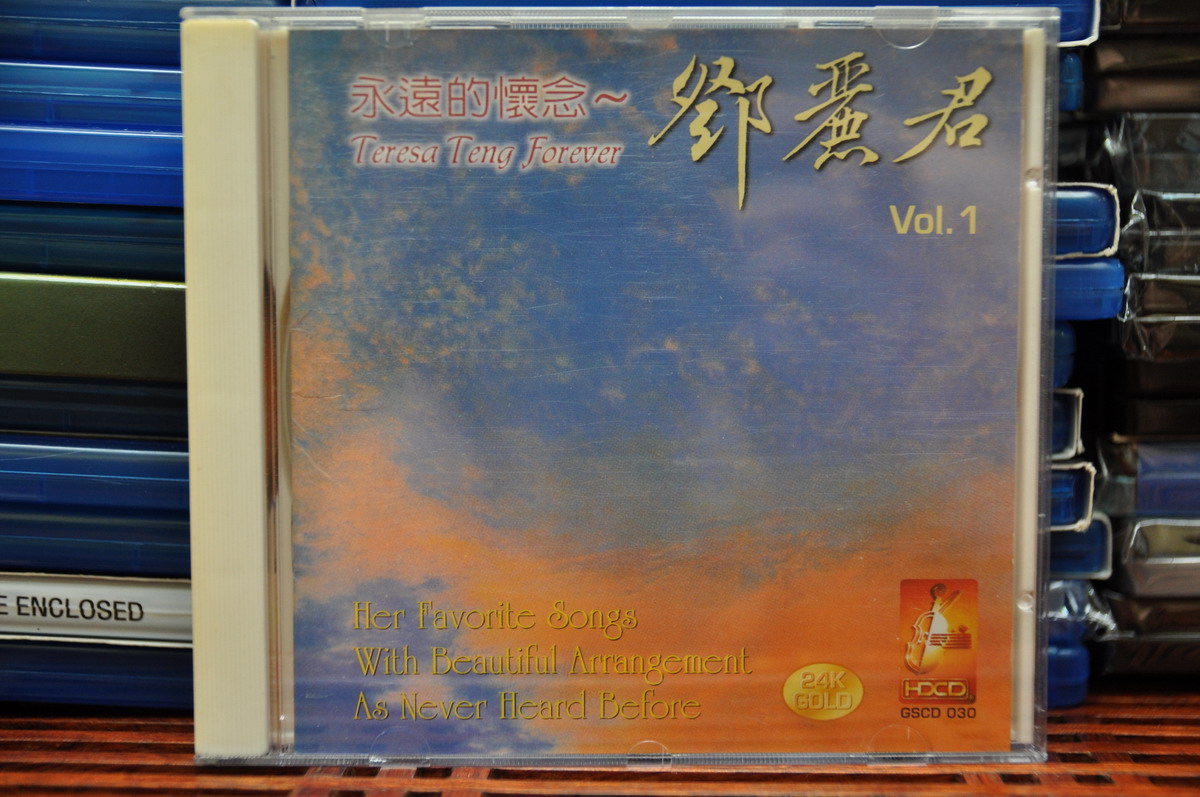 永遠的懷念～
Teresa Teng Forever
鄧麗君
Vol.1
E ENCLOSED
Her Favorite Songs
With Beautiful Arrangement
As Never Heard Before
24K
GOLD
HDCD
GSCD 030